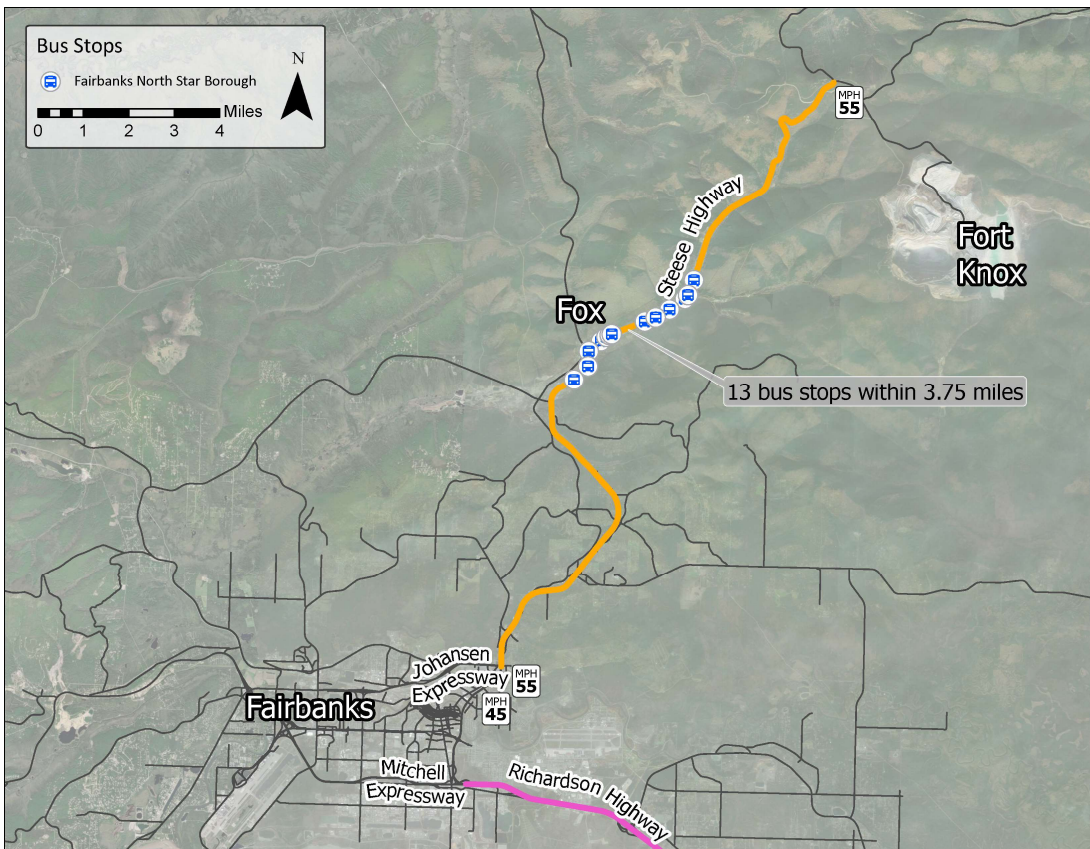 Bus Stops
Fairbanks North Star Borough
N
Miles
0 1 2 3 4
MPH
55
Steese Highway
Fort
Knox
Fox
13 bus stops within 3.75 miles
Johansen
Expressway
MPH
55
MPH
45
Fairbanks
Mitchell
Expressway
Richardson Highway